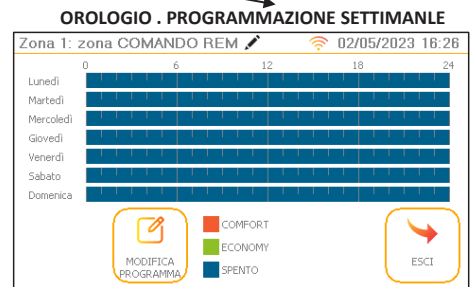 OROLOGIO . PROGRAMMAZIONE SETTIMANLE
Zona 1: zona COMANDO REM 02/05/2023 16:26
0 6 12 18 24
Lunedì
Martedì
Mercoledì
Giovedì
Venerdì
Sabato
Domenica
COMFORT
ECONOMY
SPENTO
MODIFICA
PROGRAMMA
ESCI